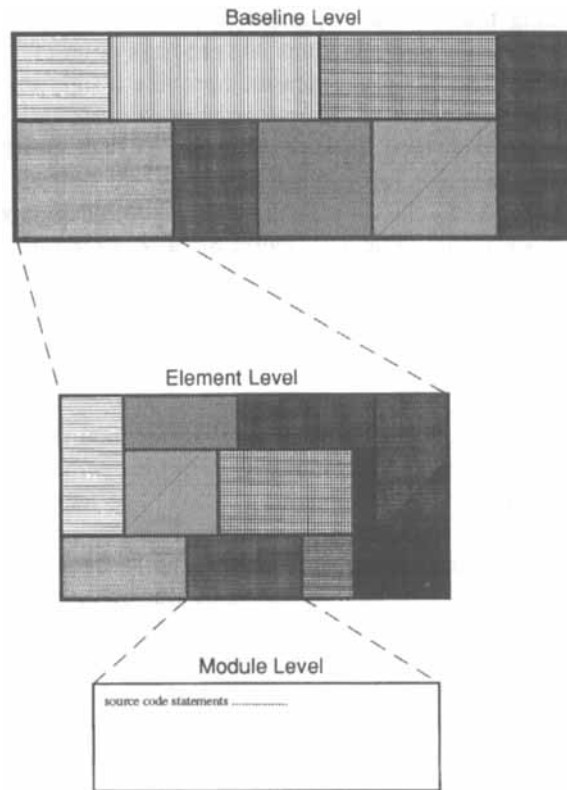 Baseline Level
Element Level
Module Level
source code statements ................